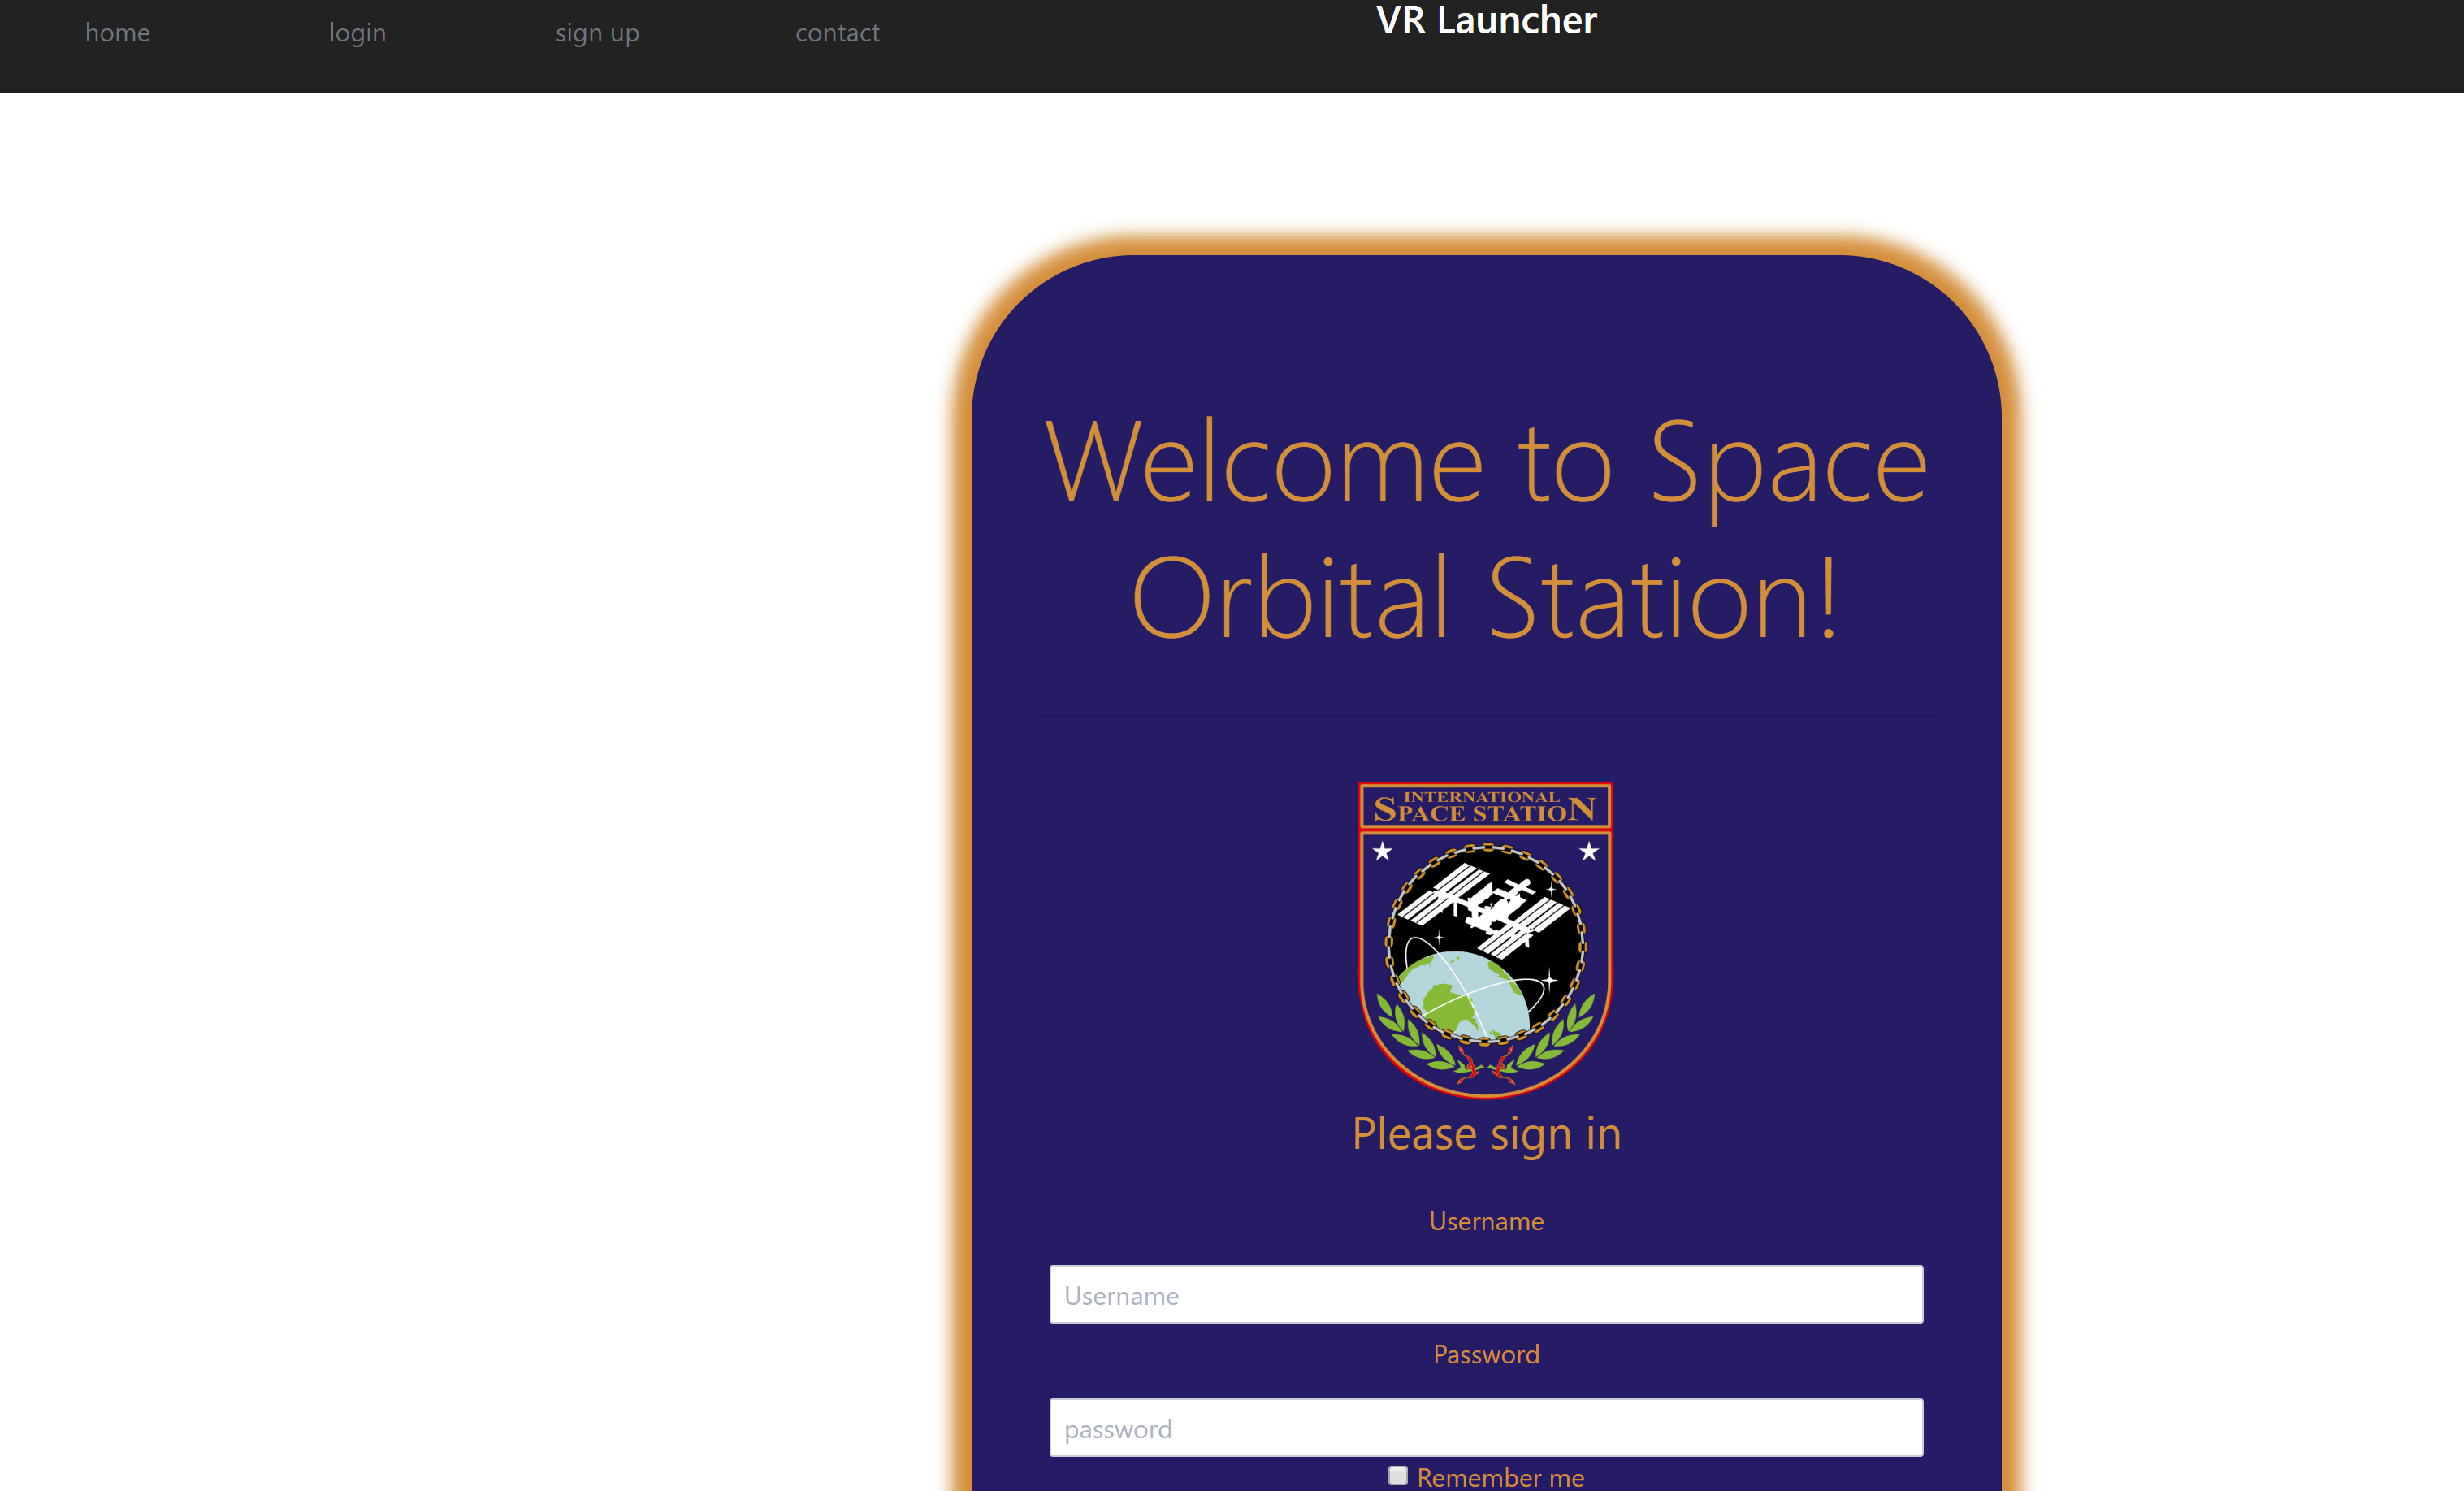 home login sign up contact VR Launcher
Welcome to Space
Orbital Station!
INTERNATIONAL
SPACE STATION
Please sign in
Username
Username
Password
password
Remember me